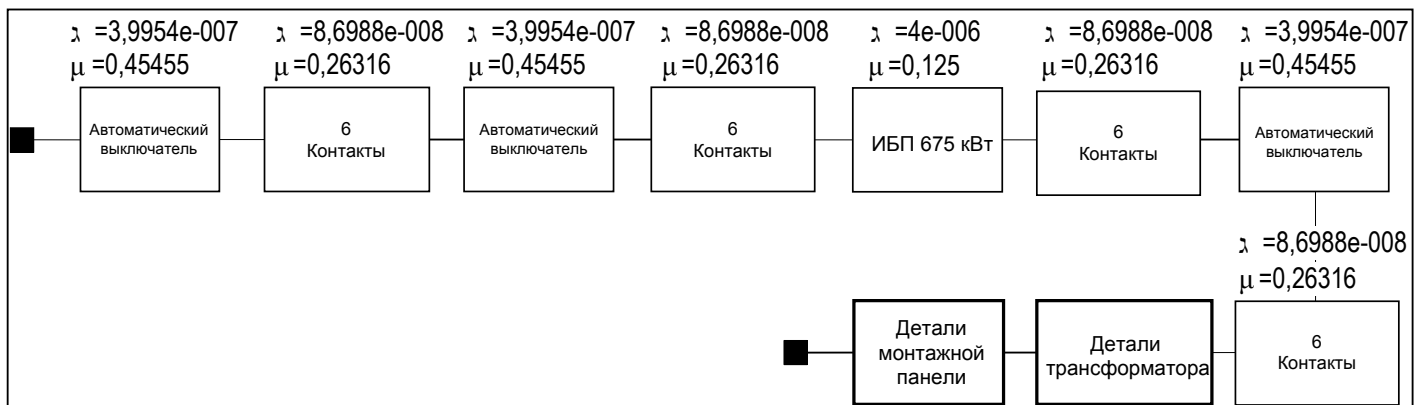 λ =3,9954e-007 λ =8,6988e-008 λ =3,9954e-007 λ =8,6988e-008 λ =4e-006 λ =8,6988e-008 λ =3,9954e-007
μ =0,45455 μ =0,26316 μ =0,45455 μ =0,26316 μ =0,125 μ =0,26316 μ =0,45455
Автоматический
выключатель
6
Контакты
Автоматический
выключатель
6
Контакты
ИБП 675 кВт
6
Контакты
Автоматический
выключатель
λ =8,6988e-008
μ =0,26316
Детали
монтажной
панели
Детали
трансформатора
6
Контакты